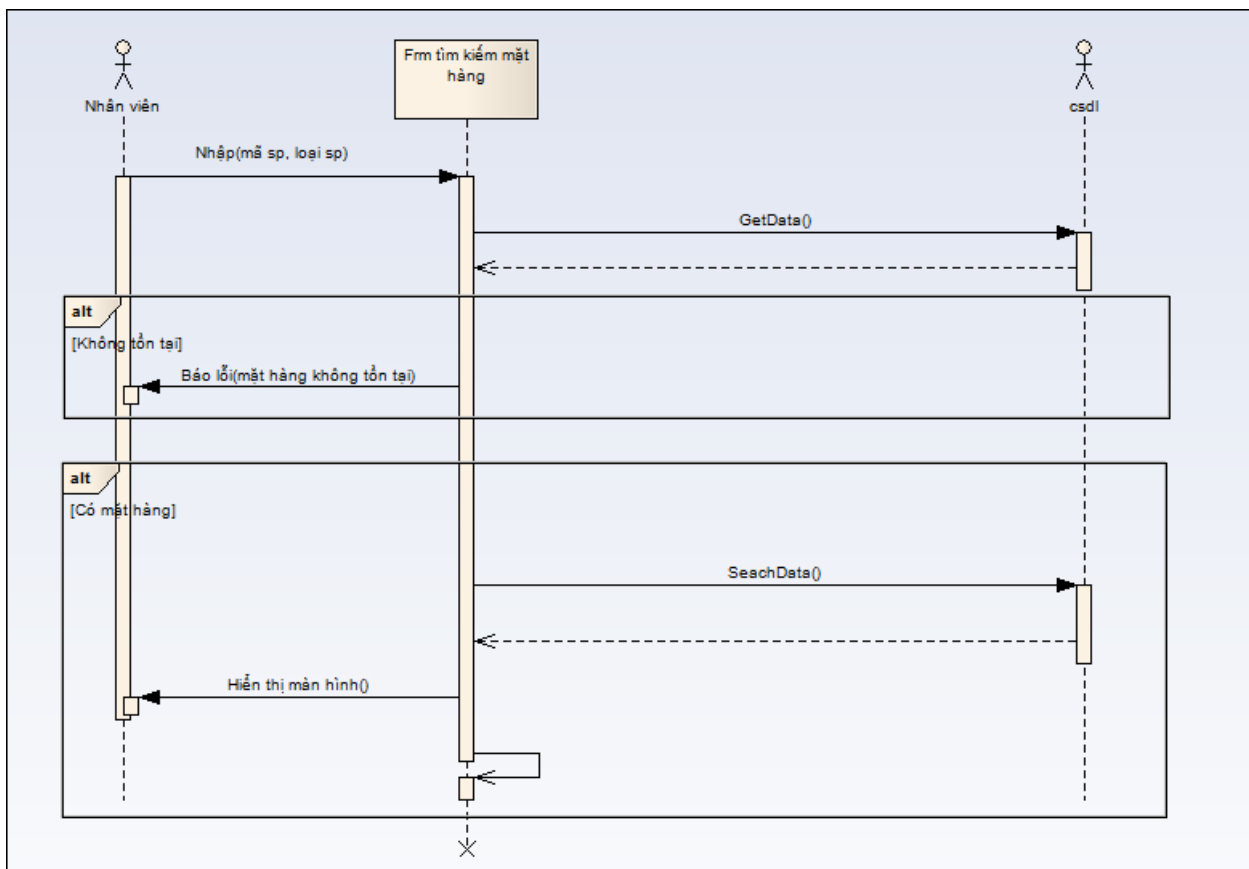 Frm tìm kiếm mặt
hàng
Nhân viên
csdl
Nhập(mã sp, loại sp)
GetData()
alt
[Không tồn tại]
Báo lỗi(mặt hàng không tồn tại)
alt
[Có mặt hàng]
SeachData()
Hiển thị màn hình()